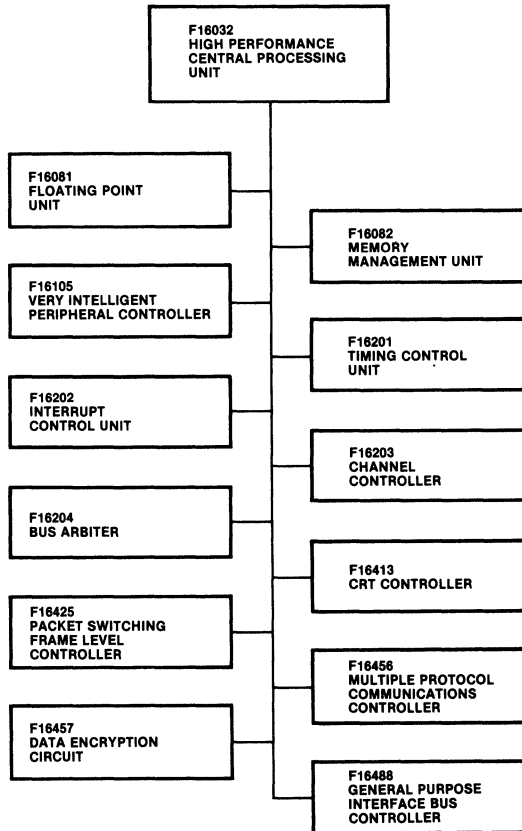 F16032
HIGH PERFORMANCE
CENTRAL PROCESSING
UNIT
F16081
FLOATING POINT
UNIT
F16082
MEMORY
MANAGEMENT UNIT
F16105
VERY INTELLIGENT
PERIPHERAL CONTROLLER
F16201
TIMING CONTROL
UNIT
F16202
INTERRUPT
CONTROL UNIT
F16203
CHANNEL
CONTROLLER
F16204
BUS ARBITER
F16413
CRT CONTROLLER
F16425
PACKET SWITCHING
FRAME LEVEL
CONTROLLER
F16456
MULTIPLE PROTOCOL
COMMUNICATIONS
CONTROLLER
F16457
DATA ENCRYPTION
CIRCUIT
F16488
GENERAL PURPOSE
INTERFACE BUS
CONTROLLER